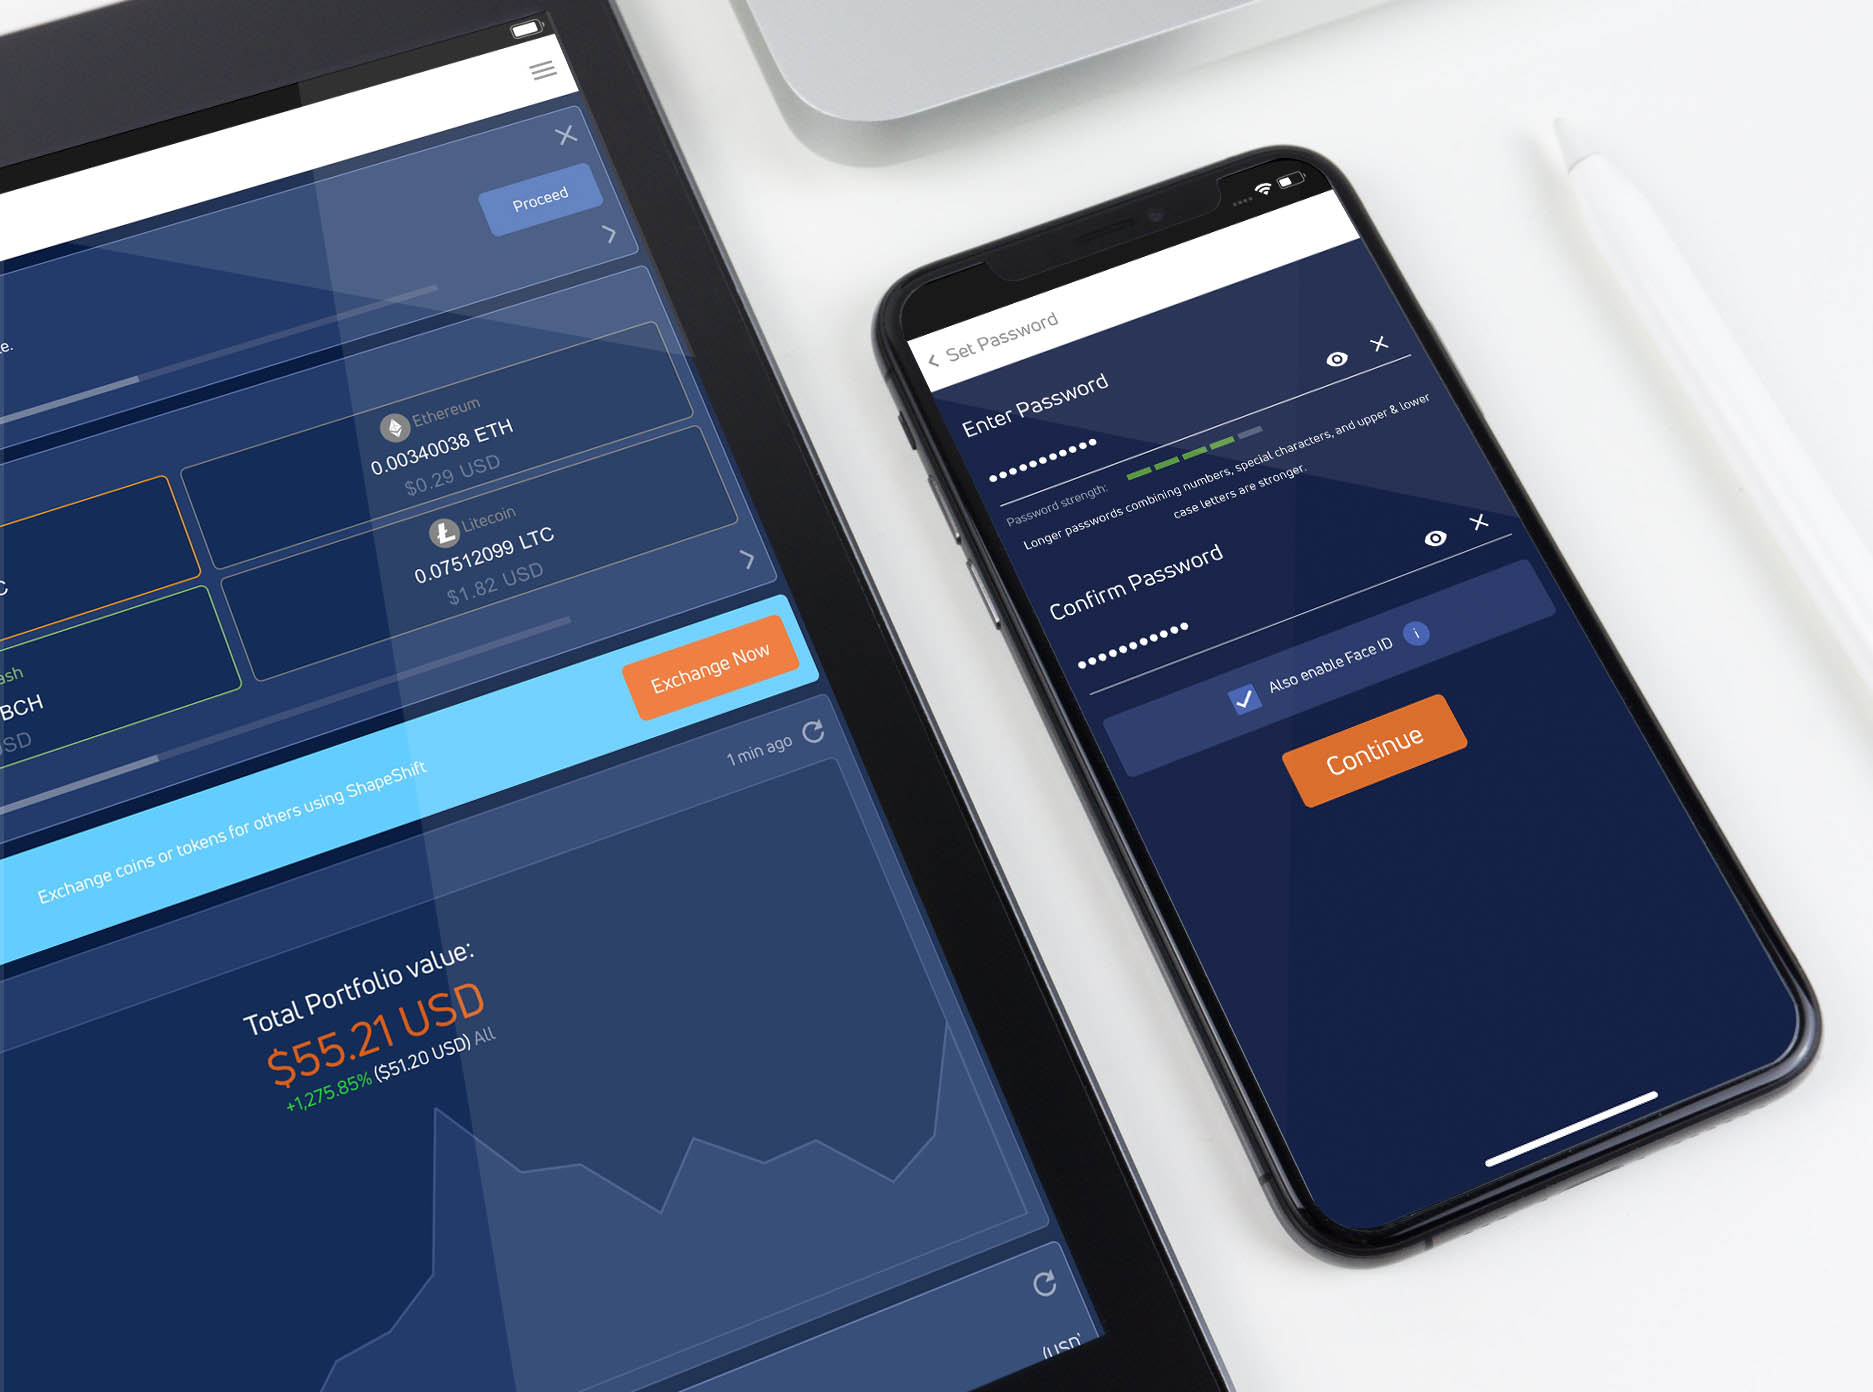 Proceed
Ethereum
0.00340038 ETH
$0.29 USD
Litecoin
0.07512099 LTC
$1.82 USD
BCH
Exchange Now
Exchange coins or tokens for others using ShapeShift
1 min ago
Total Portfolio value:
$55.21 USD
+1,275.85% ($51.20 USD) All
(USD
Set Password
Enter Password
Password strength:
Longer passwords combining numbers, special characters, and upper & lower
case letters are stronger.
Confirm Password
Also enable Face ID i
Continue